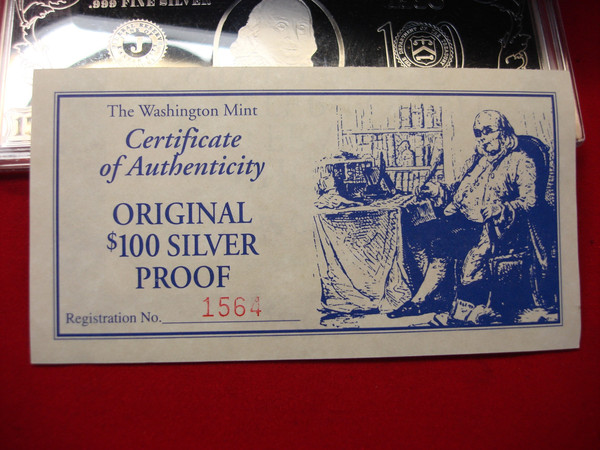 .999 FINE SILVER
The Washington Mint
Certificate
of Authenticity
ORIGINAL
$100 SILVER
PROOF
Registration No. 1564